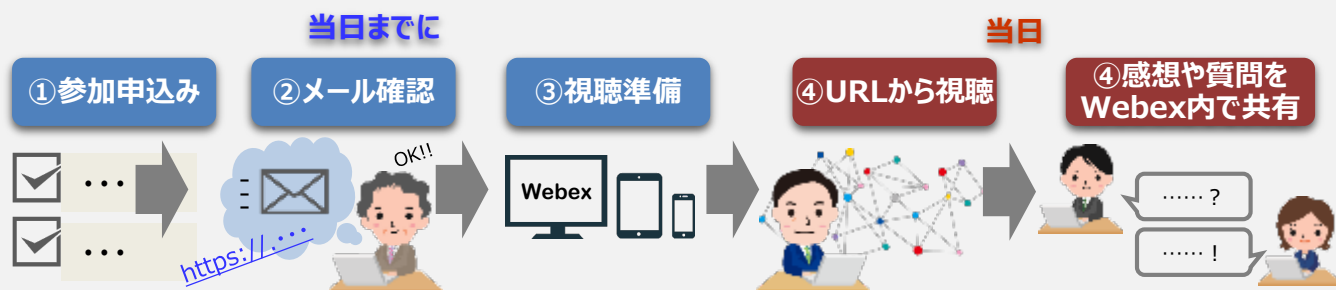 当日までに
当日
①参加申込み
②メール確認
③視聴準備
④URLから視聴
④感想や質問を
Webex内で共有
・・・
・・・
https://.・・・
OK!!
Webex
……？
……！